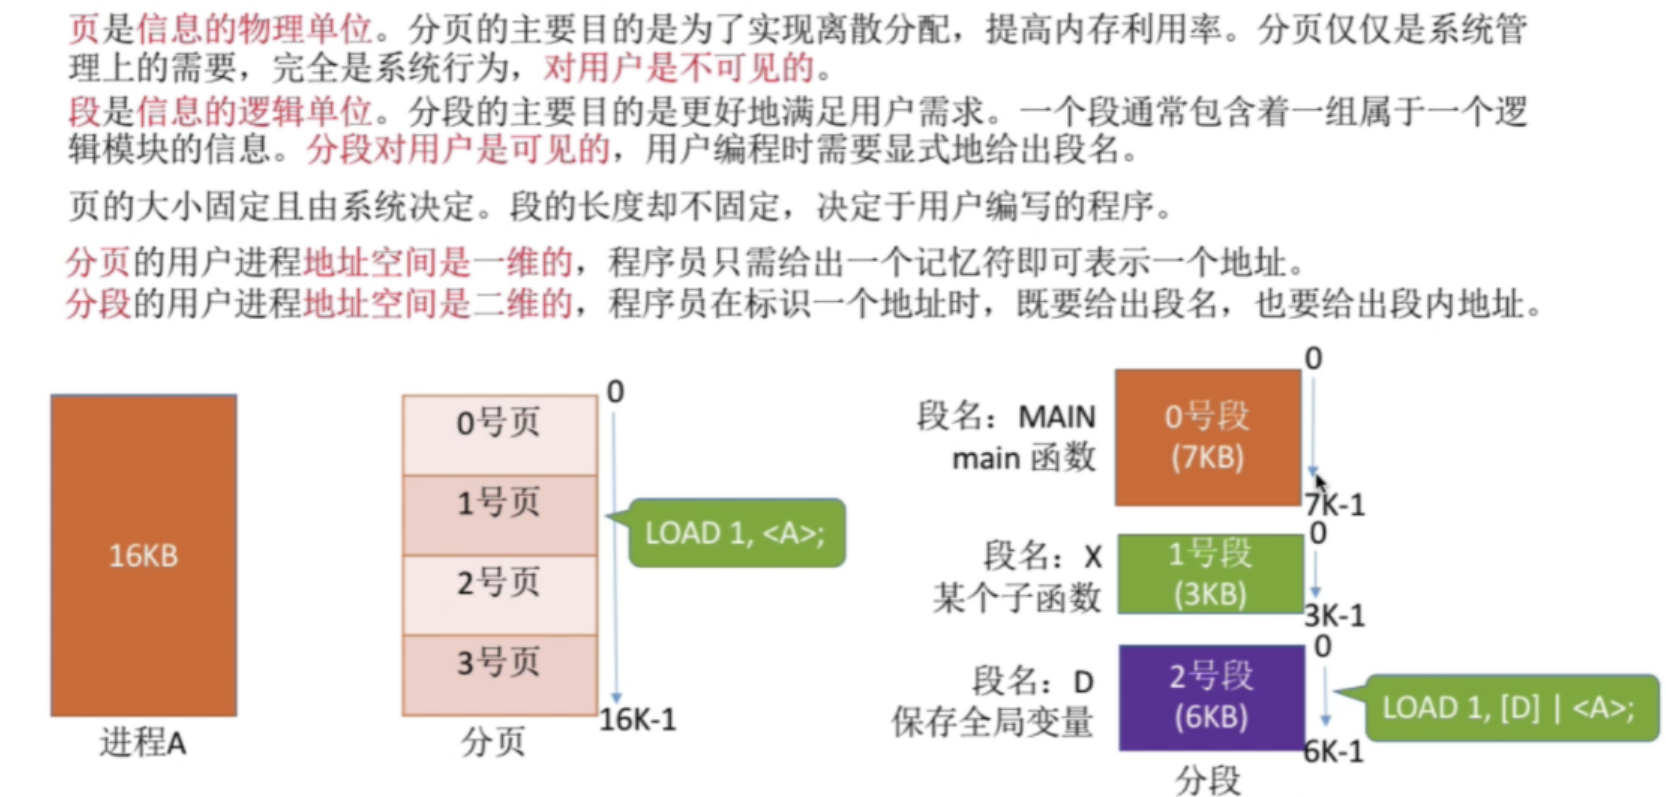 页是信息的物理单位。分页的主要目的是为了实现离散分配，提高内存利用率。分页仅仅是系统管
理上的需要，完全是系统行为，对用户是不可见的。
段是信息的逻辑单位。分段的主要目的是更好地满足用户需求。一个段通常包含着一组属于一个逻
辑模块的信息。分段对用户是可见的，用户编程时需要显式地给出段名。
页的大小固定且由系统决定。段的长度却不固定，决定于用户编写的程序。
分页的用户进程地址空间是一维的，程序员只需给出一个记忆符即可表示一个地址。
分段的用户进程地址空间是二维的，程序员在标识一个地址时，既要给出段名，也要给出段内地址。
16KB
进程A
0
0号页
1号页
2号页
3号页
16K-1
分页
LOAD 1, <A>;
段名：MAIN
main 函数
0号段
(7KB)
0
7K-1
段名：X
某个子函数
1号段
(3KB)
0
3K-1
段名：D
保存全局变量
2号段
(6KB)
0
6K-1
分段
LOAD 1, [D] | <A>;